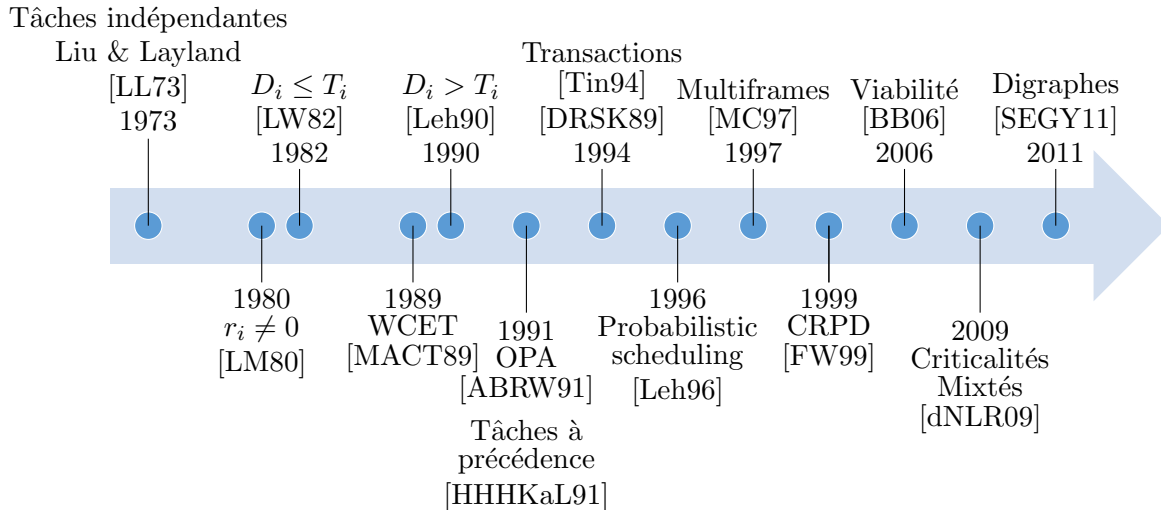 Tâches indépendantes
Liu & Layland
[LL73]
1973
D_i ≤ T_i
[LW82]
1982
D_i > T_i
[Leh90]
1990
Transactions
[Tin94]
[DRSK89]
1994
Multiframes
[MC97]
1997
Viabilité
[BB06]
2006
Digraphes
[SEGY11]
2011
1980
r_i ≠ 0
[LM80]
1989
WCET
[MACT89]
1991
OPA
[ABRW91]
Tâches à
précédence
[HHHKaL91]
1996
Probabilistic
scheduling
[Leh96]
1999
CRPD
[FW99]
2009
Criticalités
Mixtés
[dNLR09]